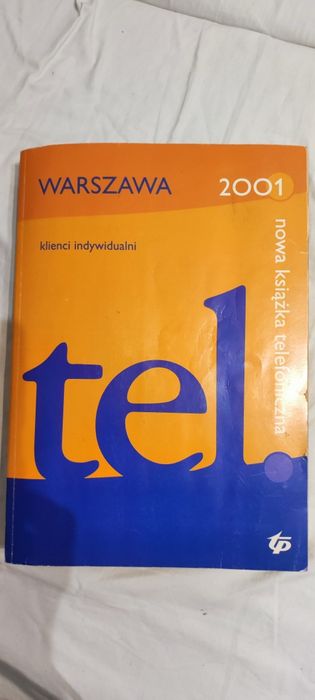 WARSZAWA 2001
klienci indywidualni
nowa książka telefoniczna
tel.
tp